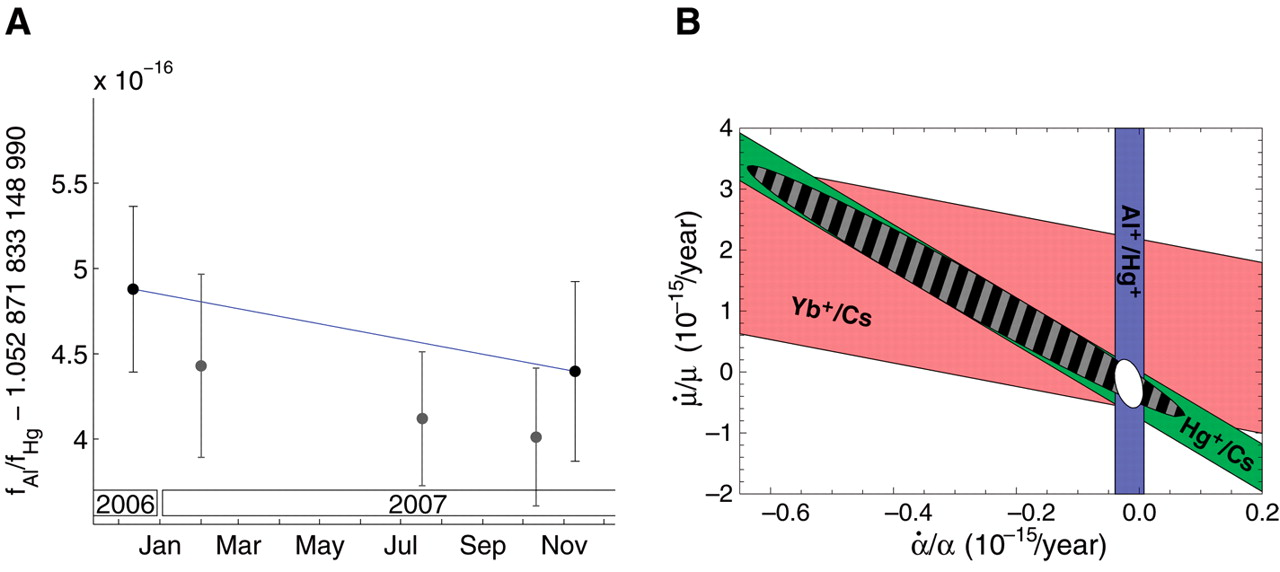 A
x 10⁻¹⁶
f_Al/f_Hg – 1.052 871 833 148 990
5.5
5
4.5
4
2006
2007
Jan Mar May Jul Sep Nov
B
μ̇/μ (10⁻¹⁵/year)
4
3
2
1
0
−1
−2
Yb⁺/Cs
Al⁺/Hg⁺
Hg⁺/Cs
−0.6 −0.4 −0.2 0.0 0.2
α̇/α (10⁻¹⁵/year)